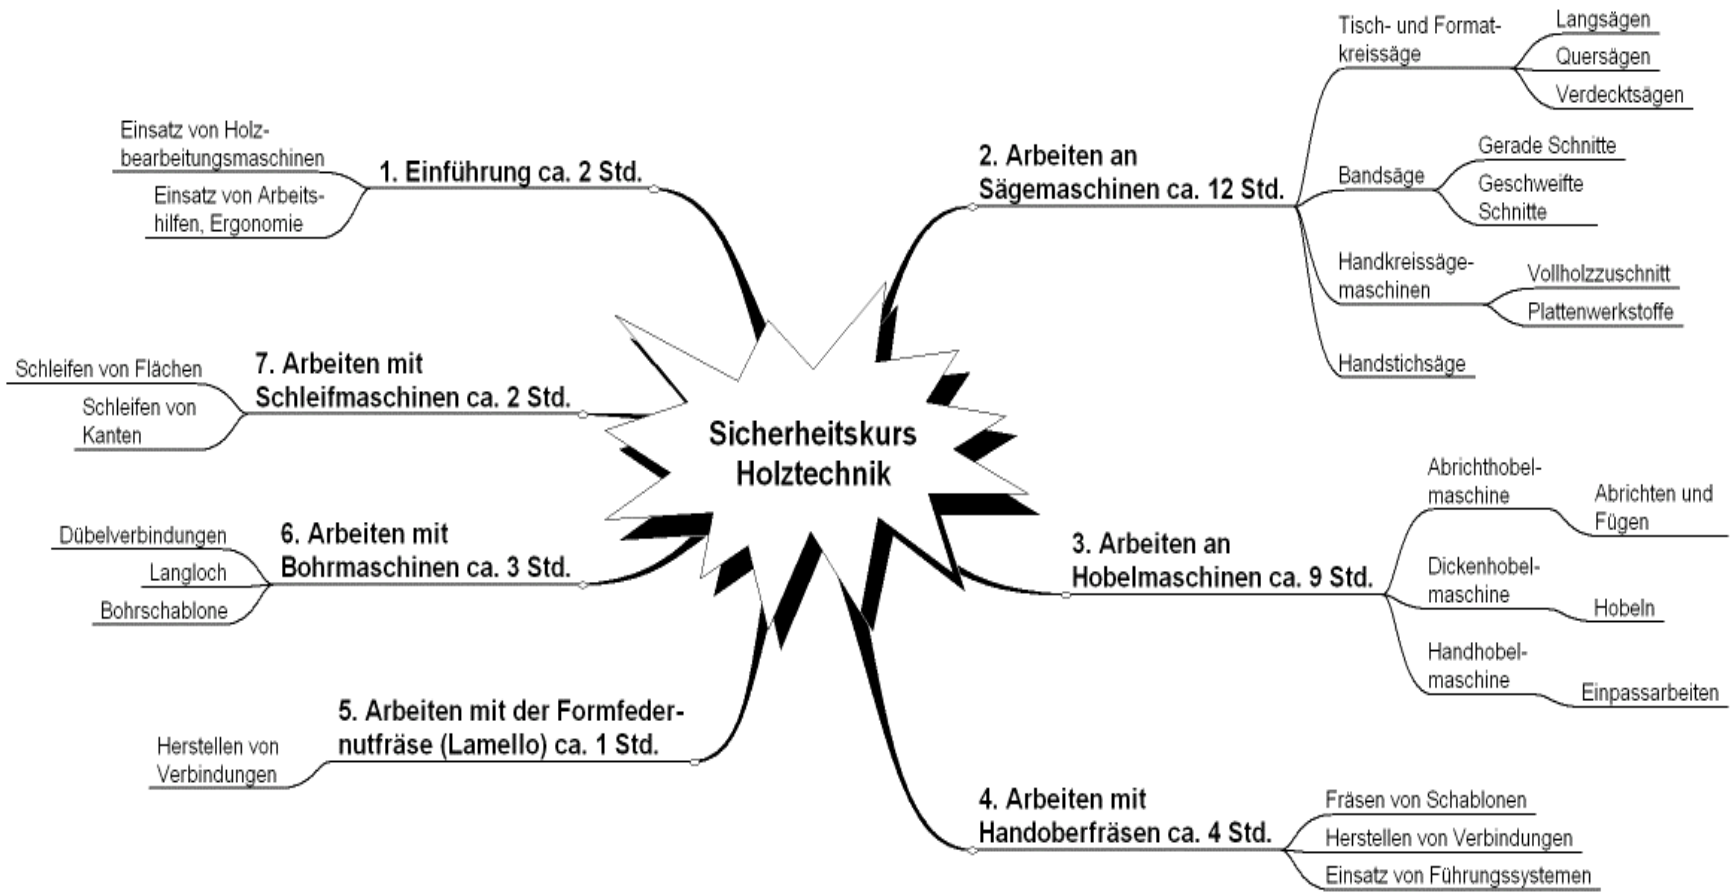 Sicherheitskurs
Holztechnik
1. Einführung ca. 2 Std.
Einsatz von Holz-
bearbeitungsmaschinen
Einsatz von Arbeits-
hilfen, Ergonomie
2. Arbeiten an
Sägemaschinen ca. 12 Std.
Tisch- und Format-
kreissäge
Langsägen
Quersägen
Verdecktsägen
Bandsäge
Gerade Schnitte
Geschweifte
Schnitte
Handkreissäge-
maschinen
Vollholzzuschnitt
Plattenwerkstoffe
Handstichsäge
3. Arbeiten an
Hobelmaschinen ca. 9 Std.
Abrichthobel-
maschine
Abrichten und
Fügen
Dickenhobel-
maschine
Hobeln
Handhobel-
maschine
Einpassarbeiten
4. Arbeiten mit
Handoberfräsen ca. 4 Std.
Fräsen von Schablonen
Herstellen von Verbindungen
Einsatz von Führungssystemen
5. Arbeiten mit der Formfeder-
nutfräse (Lamello) ca. 1 Std.
Herstellen von
Verbindungen
6. Arbeiten mit
Bohrmaschinen ca. 3 Std.
Dübelverbindungen
Langloch
Bohrschablone
7. Arbeiten mit
Schleifmaschinen ca. 2 Std.
Schleifen von Flächen
Schleifen von
Kanten